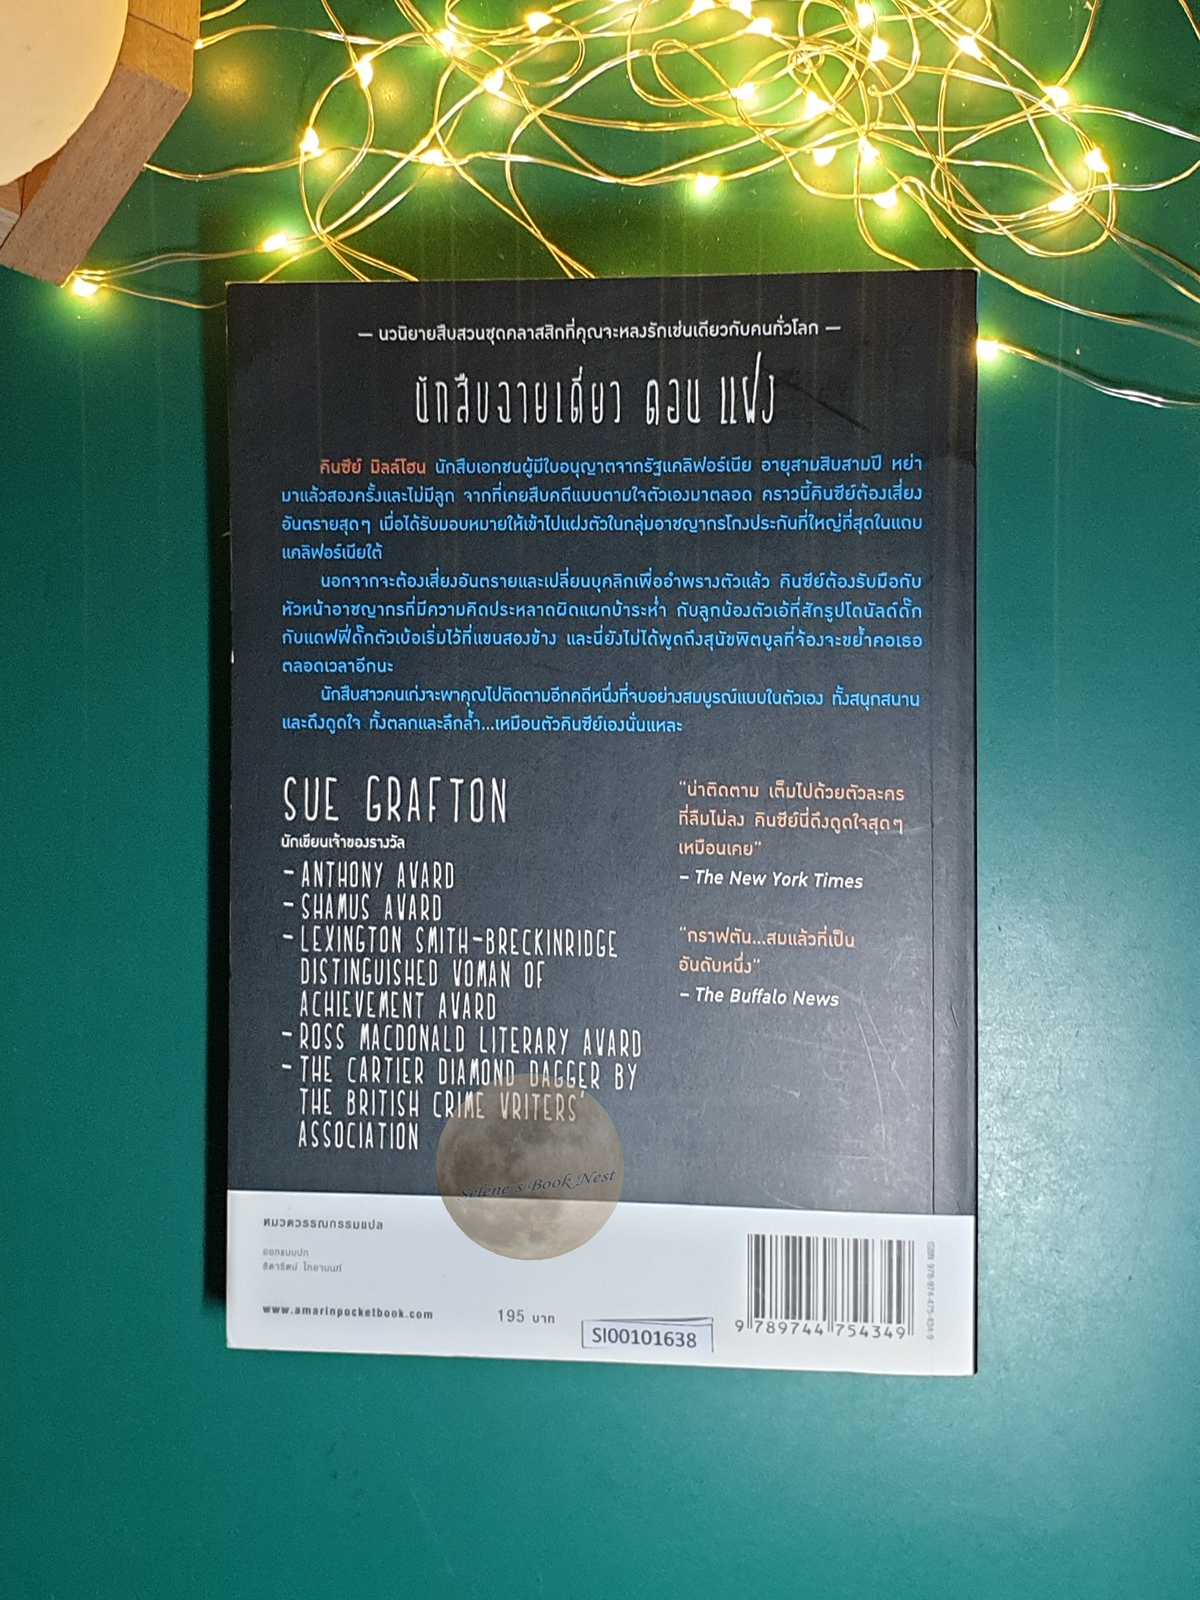 — นวนิยายสืบสวนชุดคลาสสิกที่คุณจะหลงรักเช่นเดียวกับคนทั่วโลก —
นักสืบฉายเดี่ยว ตอน แฝง
คินซีย์ มิลล์โฮน นักสืบเอกชนผู้มีใบอนุญาตจากรัฐแคลิฟอร์เนีย อายุสามสิบสามปี หย่า
มาแล้วสองครั้งและไม่มีลูก จากที่เคยสืบคดีแบบตามใจตัวเองมาตลอด คราวนี้คินซีย์ต้องเสี่ยง
อันตรายสุดๆ เมื่อได้รับมอบหมายให้เข้าไปแฝงตัวในกลุ่มอาชญากรโกงประกันที่ใหญ่ที่สุดในแถบ
แคลิฟอร์เนียใต้
นอกจากจะต้องเสี่ยงอันตรายและเปลี่ยนบุคลิกเพื่ออำพรางตัวแล้ว คินซีย์ต้องรับมือกับ
หัวหน้าอาชญากรที่มีความคิดประหลาดผิดแผกบ้าระห่ำ กับลูกน้องตัวเอ้ที่สักรูปโดนัลด์ดั๊ก
กับแดฟฟี่ดั๊กตัวเบ้อเริ่มไว้ที่แขนสองข้าง และนี่ยังไม่ได้พูดถึงสุนัขพิตบูลที่จ้องจะขย้ำคอเธอ
ตลอดเวลาอีกนะ
นักสืบสาวคนเก่งจะพาคุณไปติดตามอีกคดีหนึ่งที่จบอย่างสมบูรณ์แบบในตัวเอง ทั้งสนุกสนาน
และดึงดูดใจ ทั้งตลกและลึกล้ำ...เหมือนตัวคินซีย์เองนั่นแหละ
SUE GRAFTON
นักเขียนเจ้าของรางวัล
- ANTHONY AWARD
- SHAMUS AWARD
- LEXINGTON SMITH-BRECKINRIDGE
DISTINGUISHED WOMAN OF
ACHIEVEMENT AWARD
- ROSS MACDONALD LITERARY AWARD
- THE CARTIER DIAMOND DAGGER BY
THE BRITISH CRIME WRITERS'
ASSOCIATION
"น่าติดตาม เต็มไปด้วยตัวละคร
ที่ลืมไม่ลง คินซีย์นี่ดึงดูดใจสุดๆ
เหมือนเคย"
– The New York Times
"กราฟตัน...สมแล้วที่เป็น
อันดับหนึ่ง"
– The Buffalo News
Selene's Book Nest
หมวดวรรณกรรมแปล
ออกแบบปก
ธิดารัตน์ โกยานนท์
www.amarinpocketbook.com
195 บาท
SI00101638
9 789744 754349
ISBN 978-974-475-434-9